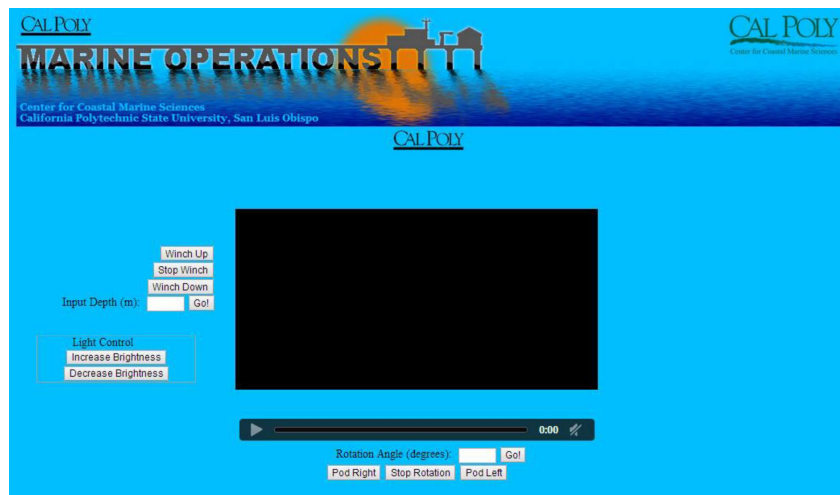 CAL POLY
MARINE OPERATIONS
Center for Coastal Marine Sciences
California Polytechnic State University, San Luis Obispo
CAL POLY
Center for Coastal Marine Sciences
CAL POLY
Winch Up
Stop Winch
Winch Down
Input Depth (m): Go!
Light Control
Increase Brightness
Decrease Brightness
0:00
Rotation Angle (degrees): Go!
Pod Right Stop Rotation Pod Left